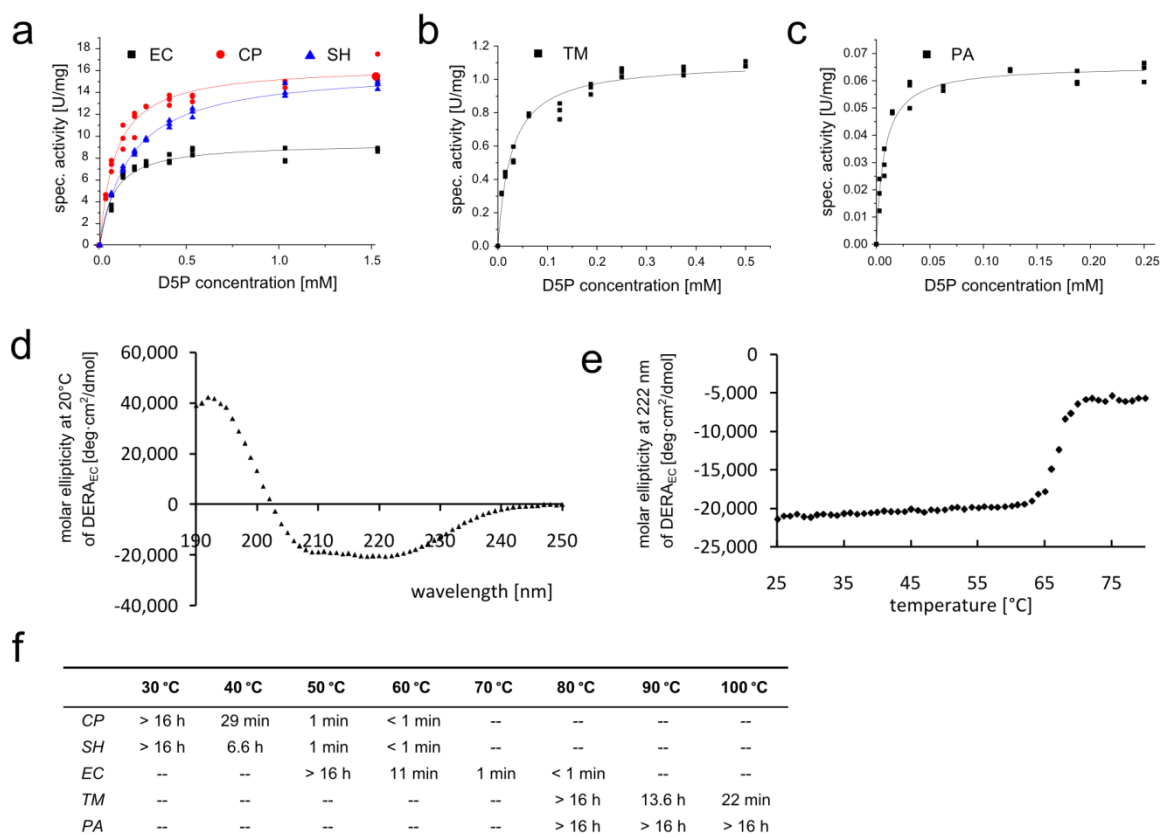 a
EC CP SH
18
16
14
12
10
8
6
4
2
0
spec. activity [U/mg]
0.0 0.5 1.0 1.5
D5P concentration [mM]
b
TM
1.2
1.0
0.8
0.6
0.4
0.2
0.0
spec. activity [U/mg]
0.0 0.1 0.2 0.3 0.4 0.5
D5P concentration [mM]
c
PA
0.07
0.06
0.05
0.04
0.03
0.02
0.01
0.00
spec. activity [U/mg]
0.00 0.05 0.10 0.15 0.20 0.25
D5P concentration [mM]
d
molar ellipticity at 20°C
of DERAEC [deg·cm²/dmol]
60,000
40,000
20,000
0
-20,000
-40,000
190 200 210 220 230 240 250
wavelength [nm]
e
molar ellipticity at 222 nm
of DERAEC [deg·cm²/dmol]
0
-5,000
-10,000
-15,000
-20,000
-25,000
25 35 45 55 65 75
temperature [°C]
f
30 °C 40 °C 50 °C 60 °C 70 °C 80 °C 90 °C 100 °C
CP > 16 h 29 min 1 min < 1 min -- -- -- --
SH > 16 h 6.6 h 1 min < 1 min -- -- -- --
EC -- -- > 16 h 11 min 1 min < 1 min -- --
TM -- -- -- -- -- > 16 h 13.6 h 22 min
PA -- -- -- -- -- > 16 h > 16 h > 16 h